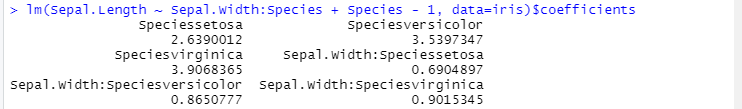 > lm(Sepal.Length ~ Sepal.Width:Species + Species - 1, data=iris)$coefficients
Speciessetosa Speciesversicolor
2.6390012 3.5397347
Speciesvirginica Sepal.Width:Speciessetosa
3.9068365 0.6904897
Sepal.Width:Speciesversicolor Sepal.Width:Speciesvirginica
0.8650777 0.9015345